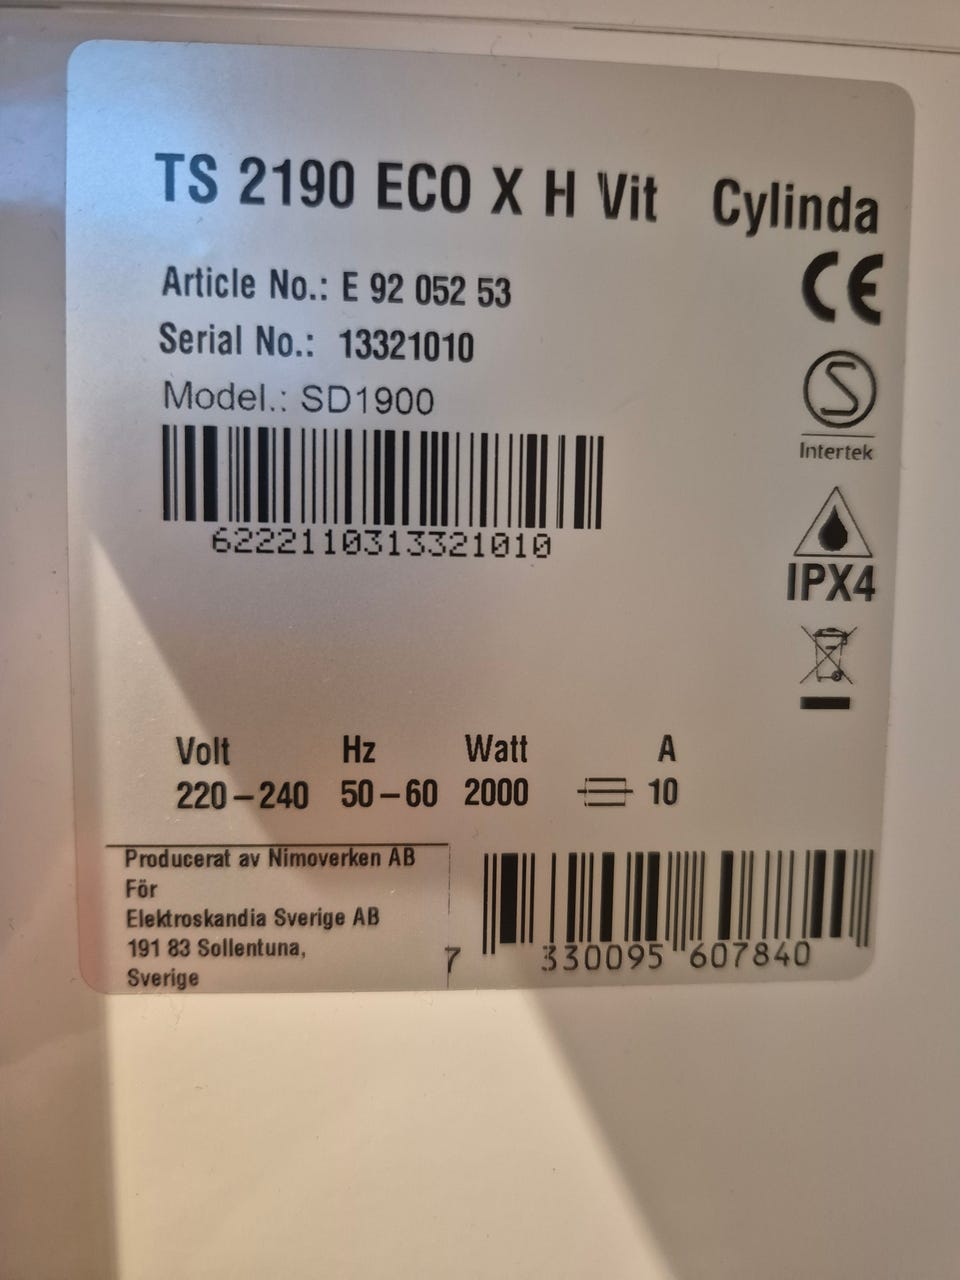 TS 2190 ECO X H Vit Cylinda
CE
Article No.: E 92 052 53
Serial No.: 13321010
Model.: SD1900
S
Intertek
6222110313321010
IPX4
Volt Hz Watt A
220-240 50-60 2000 10
Producerat av Nimoverken AB
För
Elektroskandia Sverige AB
191 83 Sollentuna,
Sverige
7 330095 607840